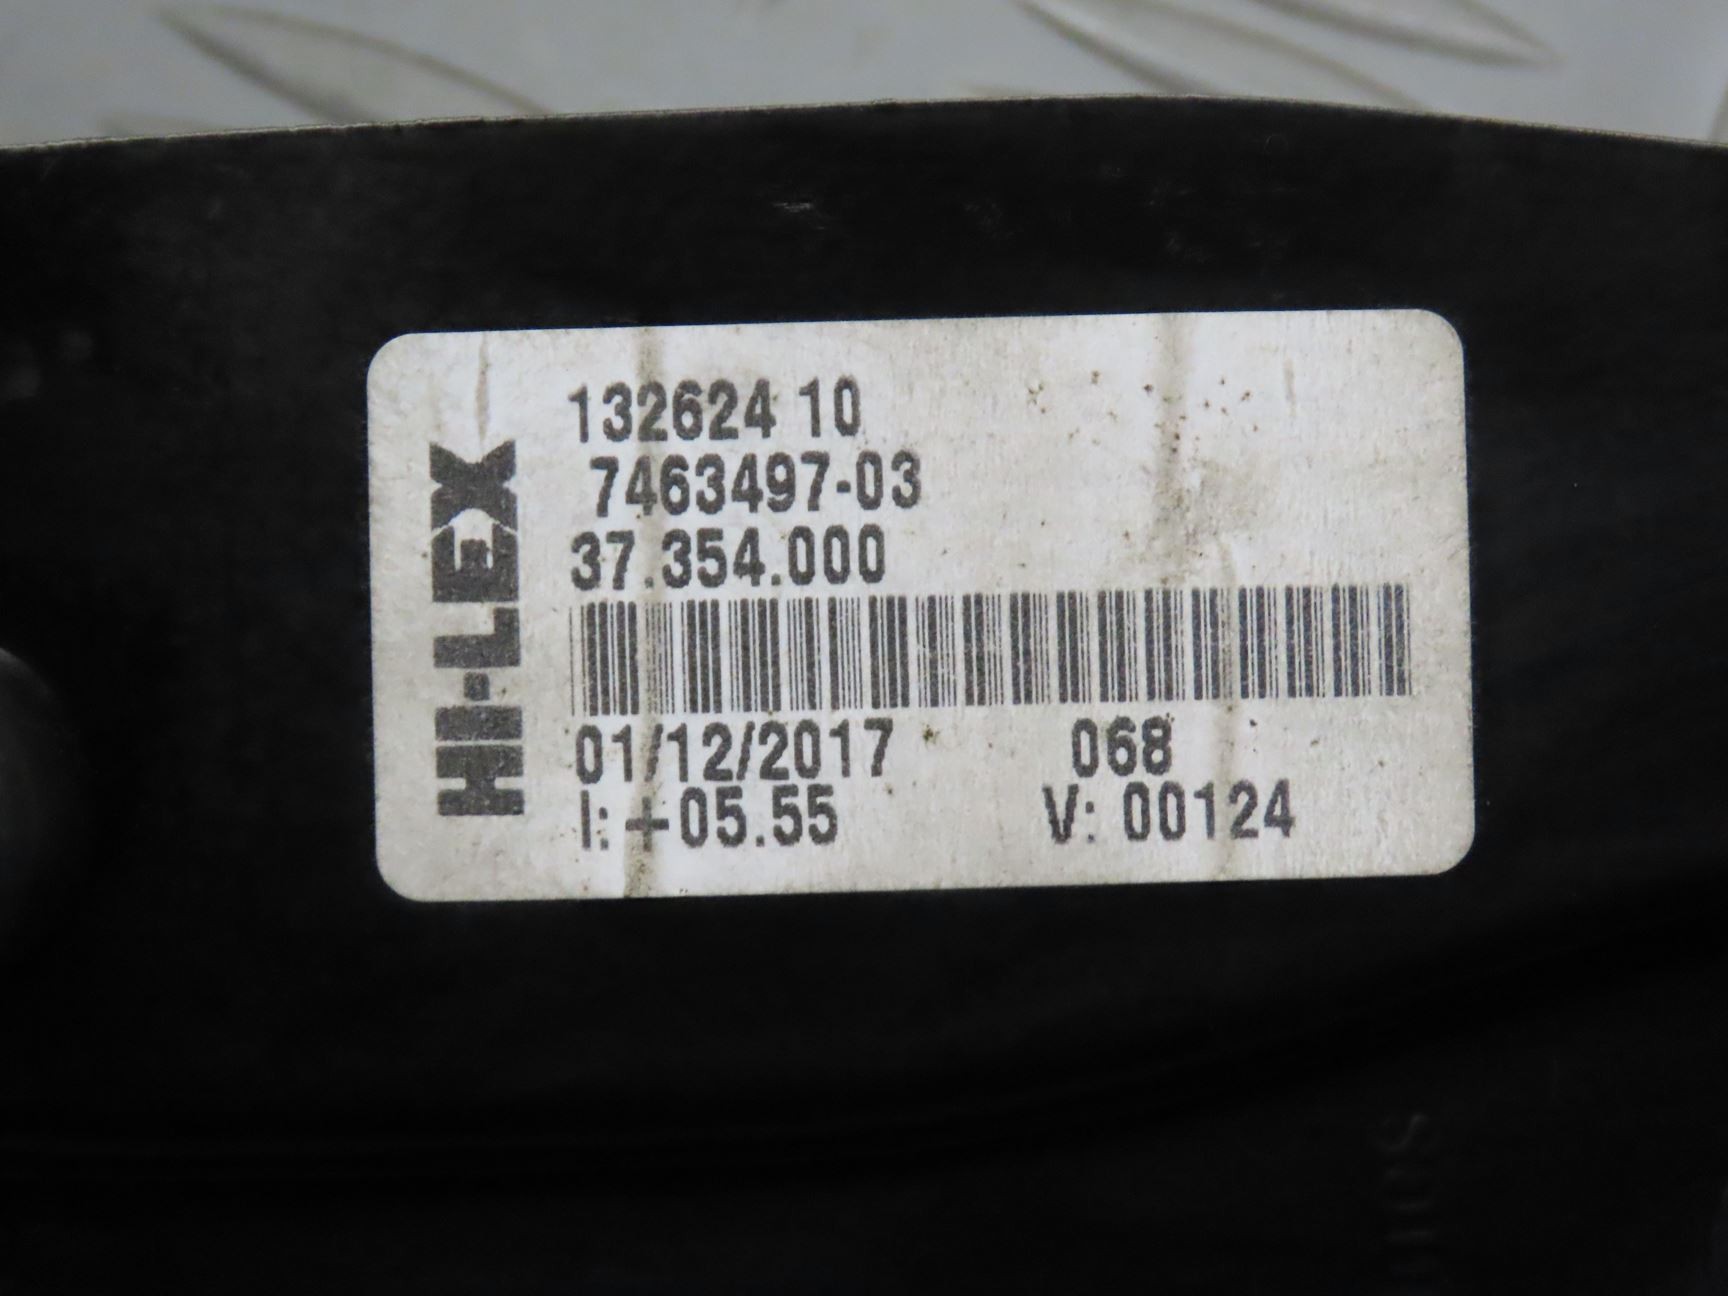 HI-LEX
132624 10
7463497-03
37.354.000
01/12/2017 068
I: +05.55 V: 00124